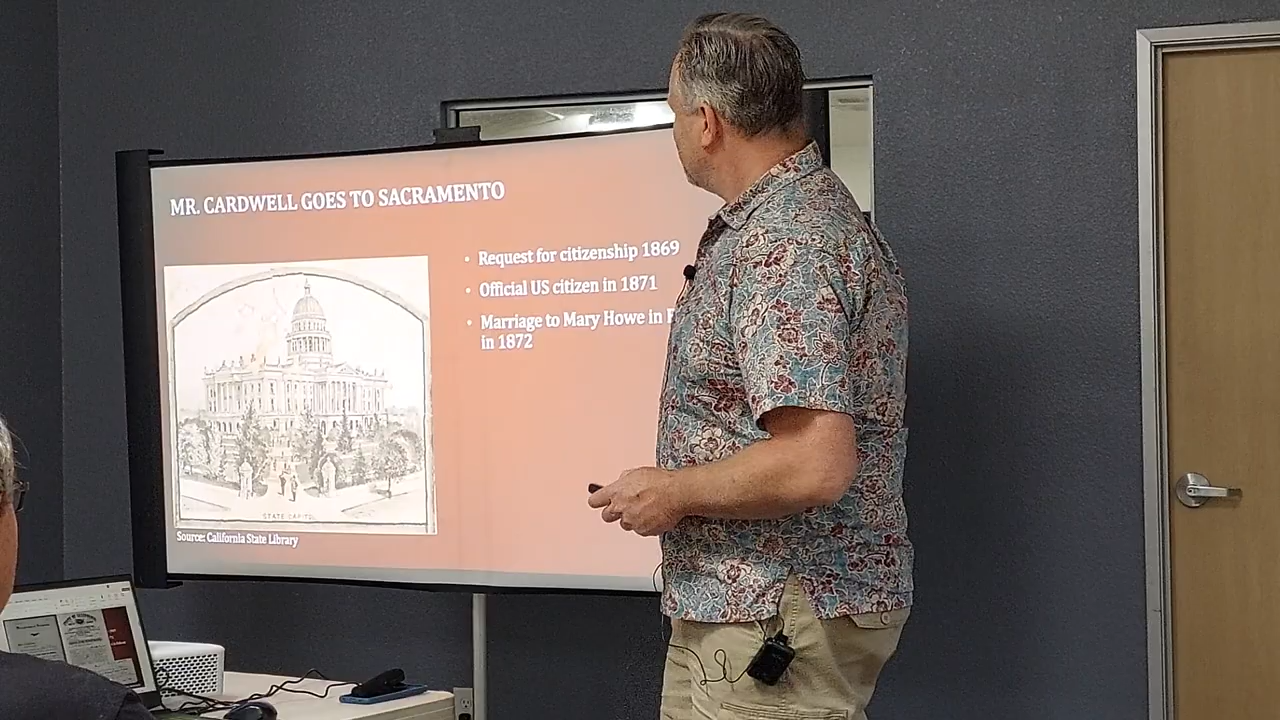 MR. CARDWELL GOES TO SACRAMENTO
• Request for citizenship 1869
• Official US citizen in 1871
• Marriage to Mary Howe in
in 1872
STATE CAPITOL
Source: California State Library